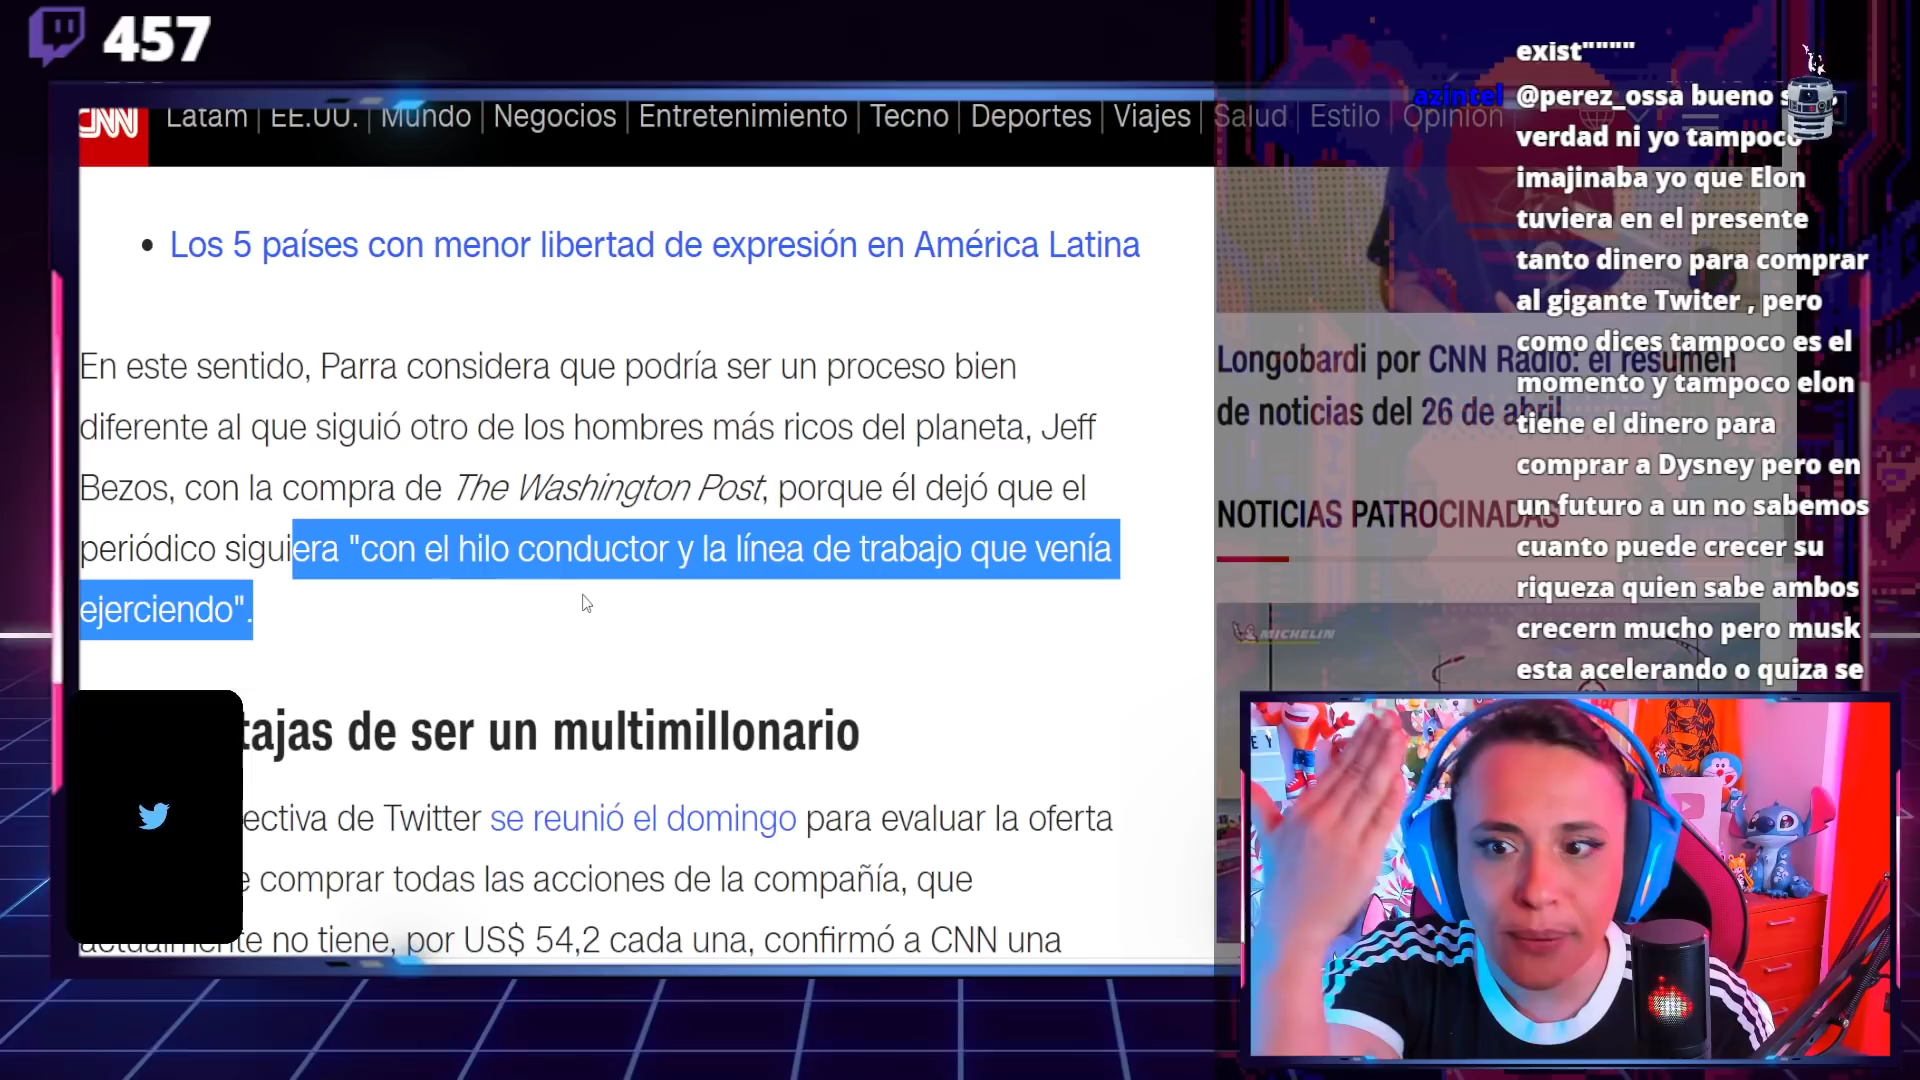 457
CNN
Latam | EE.UU. | Mundo | Negocios | Entretenimiento | Tecno | Deportes | Viajes | Salud | Estilo | Opinión
• Los 5 países con menor libertad de expresión en América Latina
En este sentido, Parra considera que podría ser un proceso bien
diferente al que siguió otro de los hombres más ricos del planeta, Jeff
Bezos, con la compra de The Washington Post, porque él dejó que el
periódico siguiera "con el hilo conductor y la línea de trabajo que venía
ejerciendo".
tajas de ser un multimillonario
ectiva de Twitter se reunió el domingo para evaluar la oferta
e comprar todas las acciones de la compañía, que
actualmente no tiene, por US$ 54,2 cada una, confirmó a CNN una
Longobardi por CNN Radio: el resumen
de noticias del 26 de abril
NOTICIAS PATROCINADAS
MICHELIN
exist""""
azintel @perez_ossa bueno
verdad ni yo tampoco
imajinaba yo que Elon
tuviera en el presente
tanto dinero para comprar
al gigante Twiter , pero
como dices tampoco es el
momento y tampoco elon
tiene el dinero para
comprar a Dysney pero en
un futuro a un no sabemos
cuanto puede crecer su
riqueza quien sabe ambos
crecern mucho pero musk
esta acelerando o quiza se
E Y